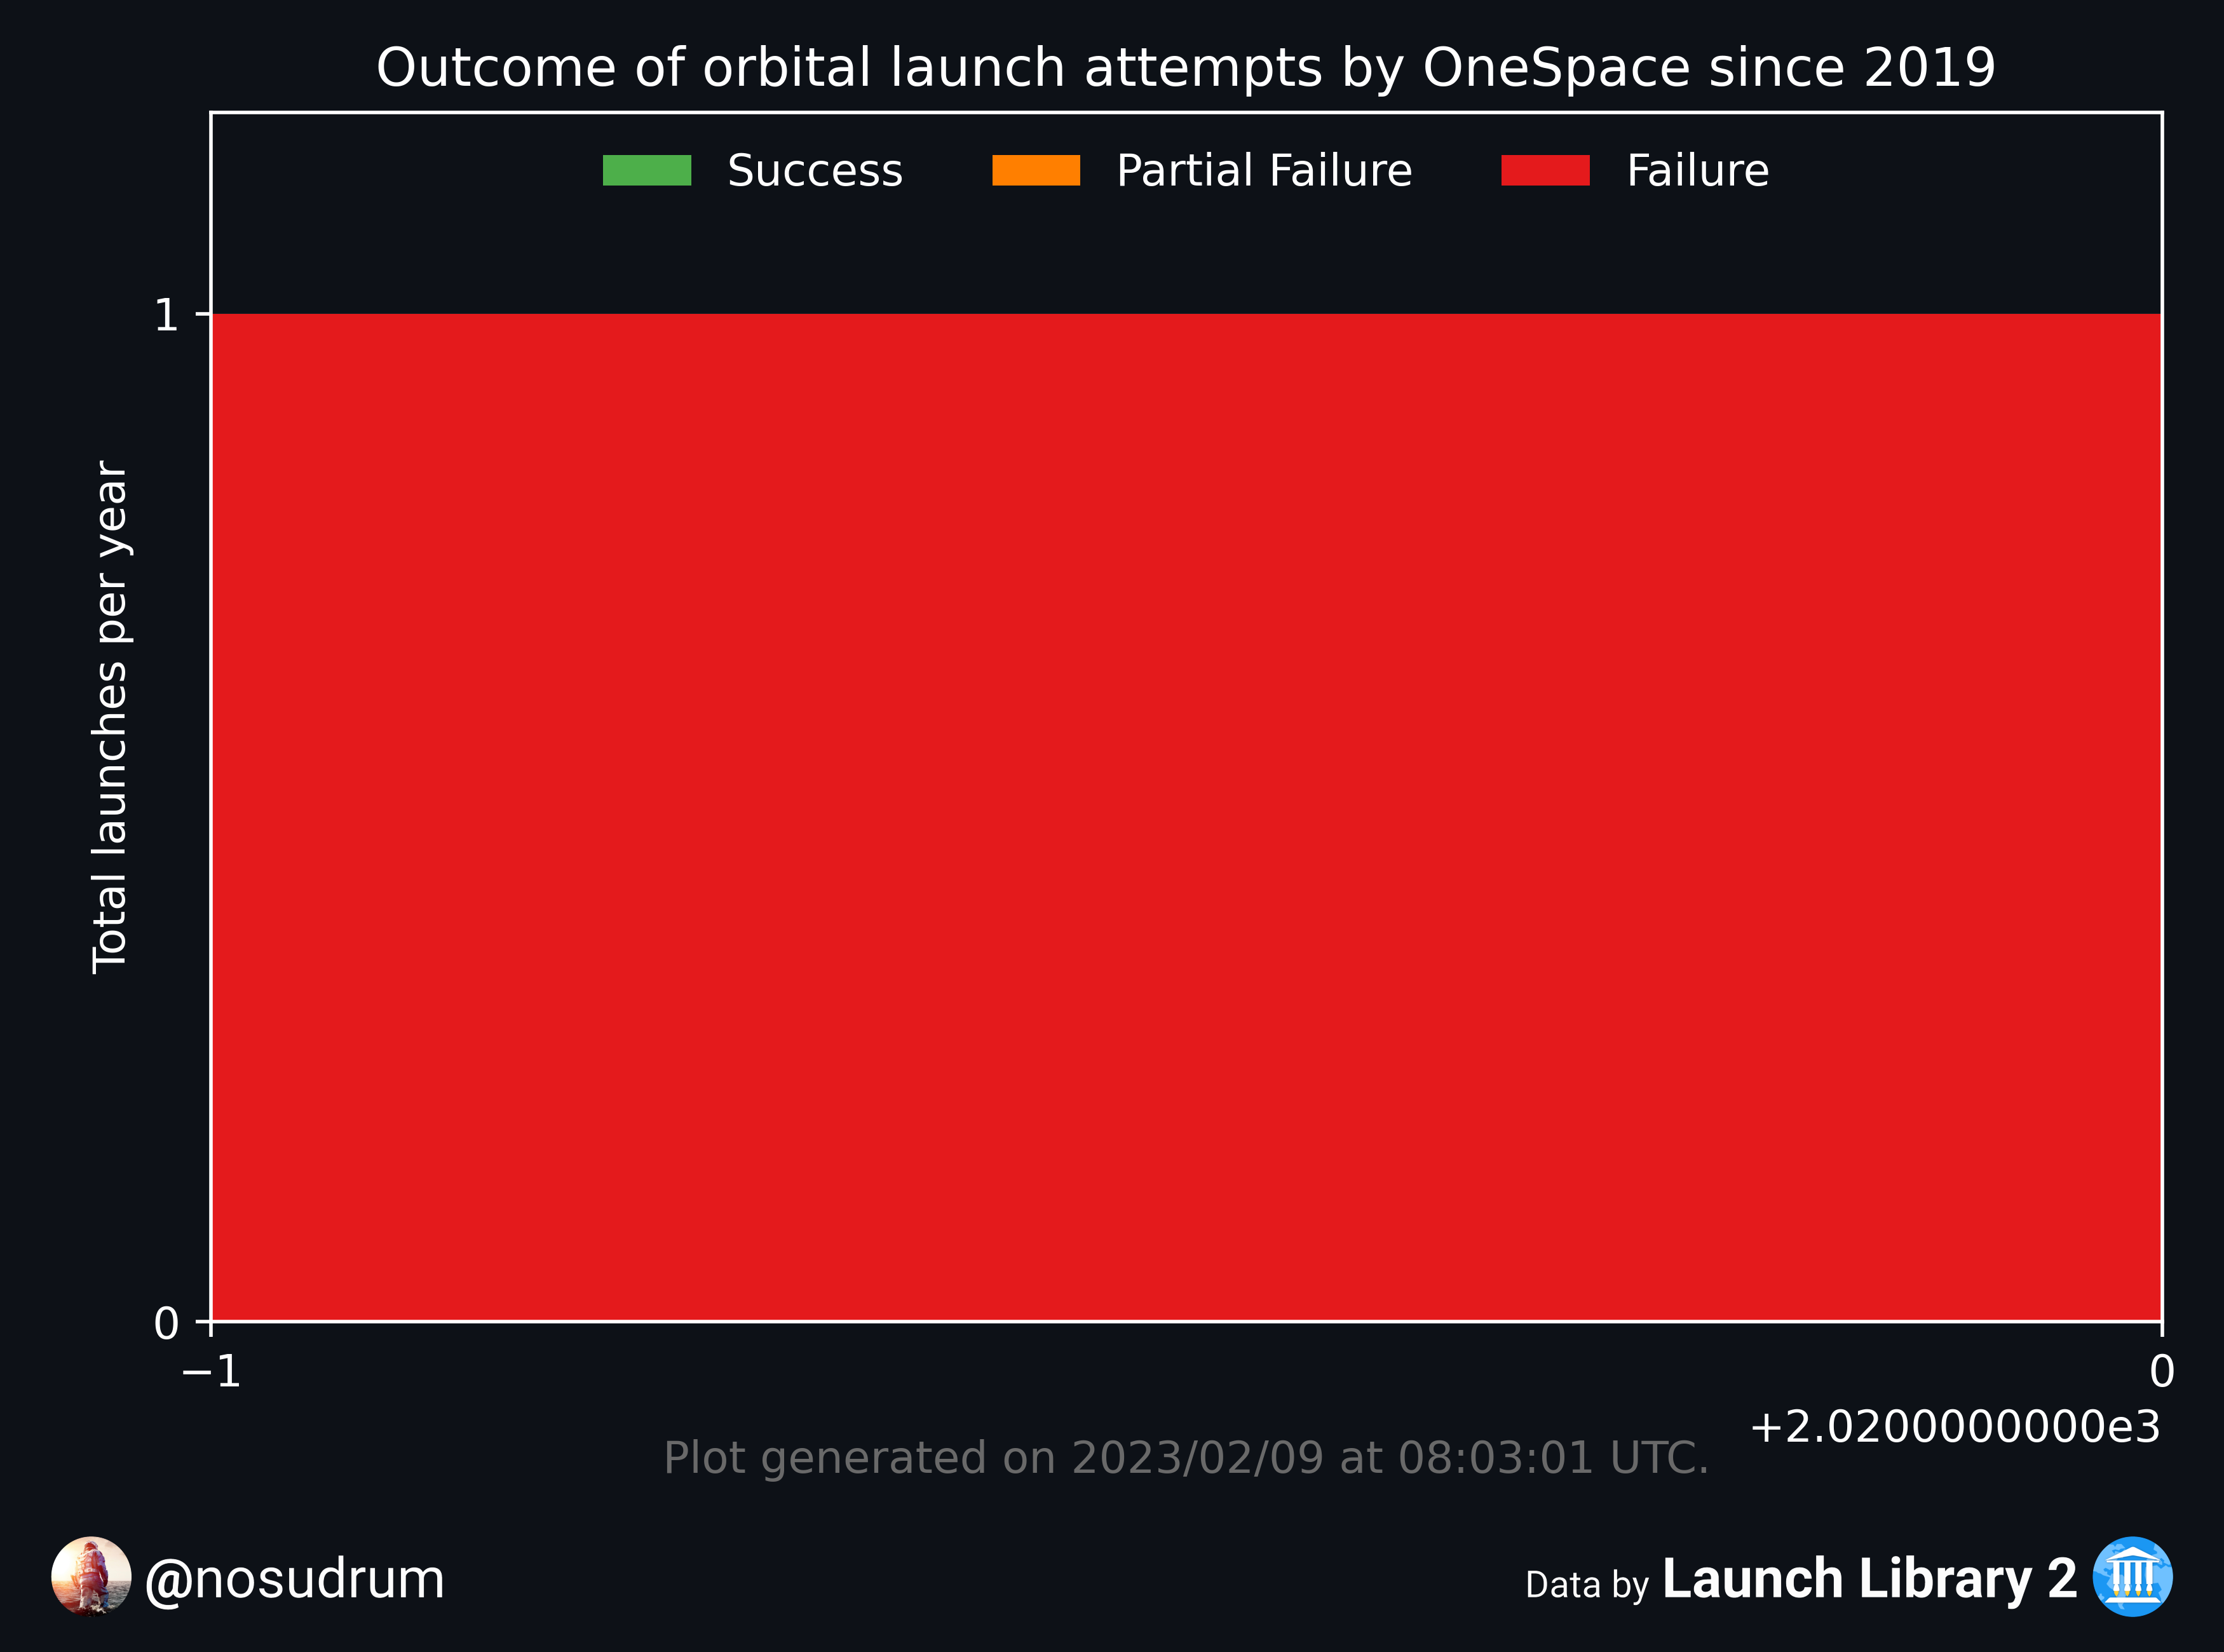 Outcome of orbital launch attempts by OneSpace since 2019
Success Partial Failure Failure
Total launches per year
1
0
−1 0
+2.0200000000e3
Plot generated on 2023/02/09 at 08:03:01 UTC.
@nosudrum
Data by Launch Library 2